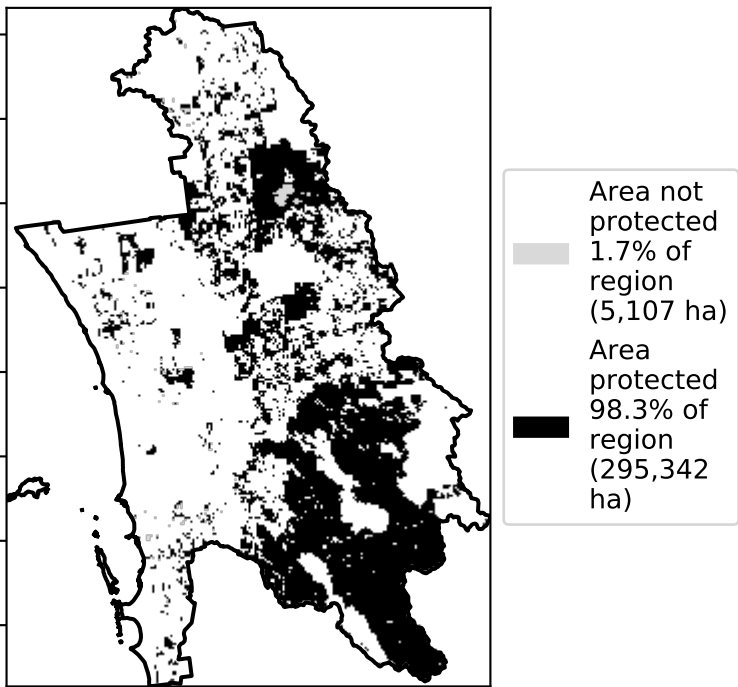 Area not
protected
1.7% of
region
(5,107 ha)
Area
protected
98.3% of
region
(295,342
ha)